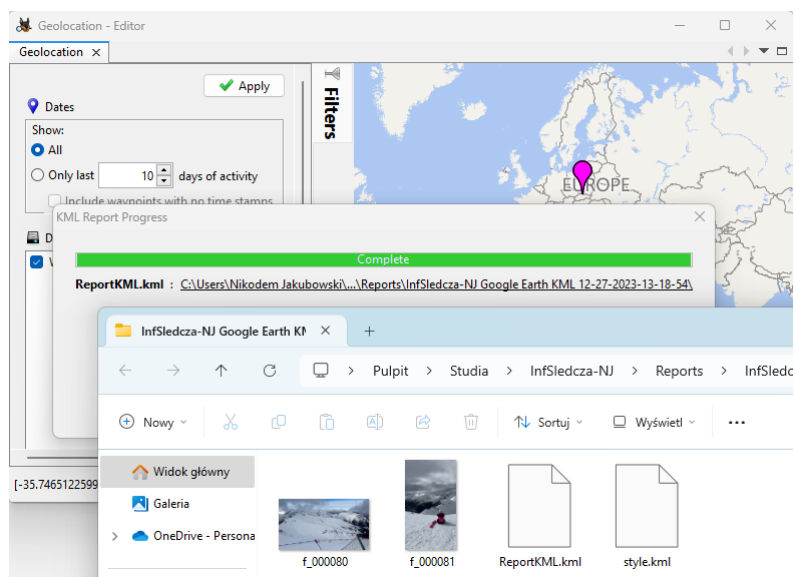 Geolocation - Editor
Geolocation
Apply
Filters
Dates
Show:
All
Only last 10 days of activity
Include waypoints with no time stamps
EUROPE
KML Report Progress
Complete
ReportKML.kml : C:\Users\Nikodem Jakubowski\...\Reports\InfSledcza-NJ Google Earth KML 12-27-2023-13-18-54\
InfSledcza-NJ Google Earth KM
Pulpit > Studia > InfSledcza-NJ > Reports > InfSledc
Nowy
Sortuj
Wyświetl
Widok główny
[-35.7465122599
Galeria
OneDrive - Persona
f_000080
f_000081
ReportKML.kml
style.kml